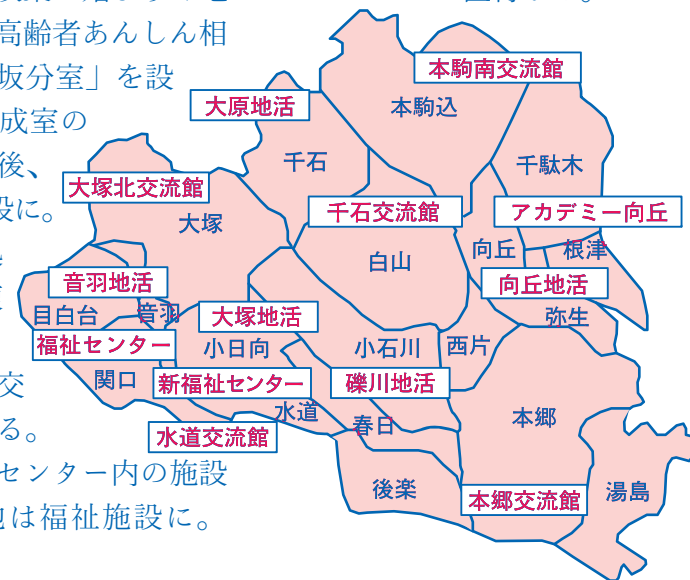 高齢者あんしん相
坂分室」を設
成室の
後、
設に。
交
る。
センター内の施設
地は福祉施設に。
本駒南交流館
大原地活
本駒込
千石
千駄木
大塚北交流館
千石交流館
アカデミー向丘
大塚
白山
向丘
根津
音羽地活
向丘地活
目白台
音羽
大塚地活
弥生
福祉センター
小日向
小石川
西片
関口
新福祉センター
礫川地活
水道
春日
本郷
水道交流館
後楽
本郷交流館
湯島